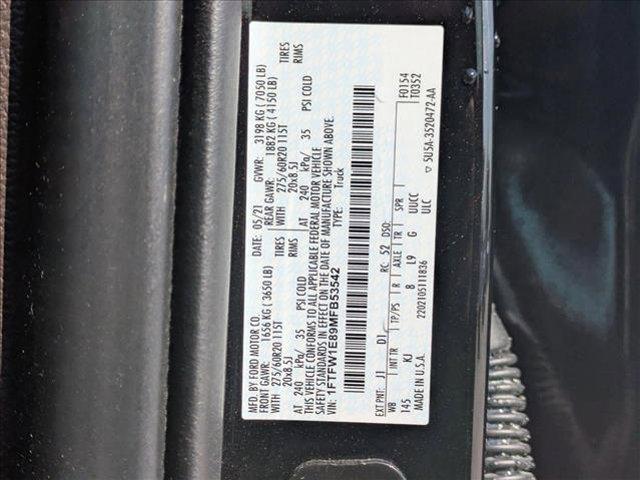 MFD. BY FORD MOTOR CO.
DATE: 05/21
GVWR: 3198 KG ( 7050 LB)
FRONT GAWR: 1656 KG ( 3650 LB)
REAR GAWR: 1882 KG ( 4150 LB)
WITH 275/60R20 115T TIRES
WITH 275/60R20 115T TIRES
20x8.5J RIMS
20x8.5J RIMS
AT 240 kPa/ 35 PSI COLD
AT 240 kPa/ 35 PSI COLD
THIS VEHICLE CONFORMS TO ALL APPLICABLE FEDERAL MOTOR VEHICLE
SAFETY STANDARDS IN EFFECT ON THE DATE OF MANUFACTURE SHOWN ABOVE.
VIN: 1FTFW1E89MFB53542
TYPE: Truck
F0154
T0352
EXT PNT: J1 D1 RC: 52 DSO:
WB INT TR TP/PS R AXLE TR SPR
145 KJ 8 L9 G UUCC
MADE IN U.S.A. ULC
2202105111836
5U5A-3520472-AA